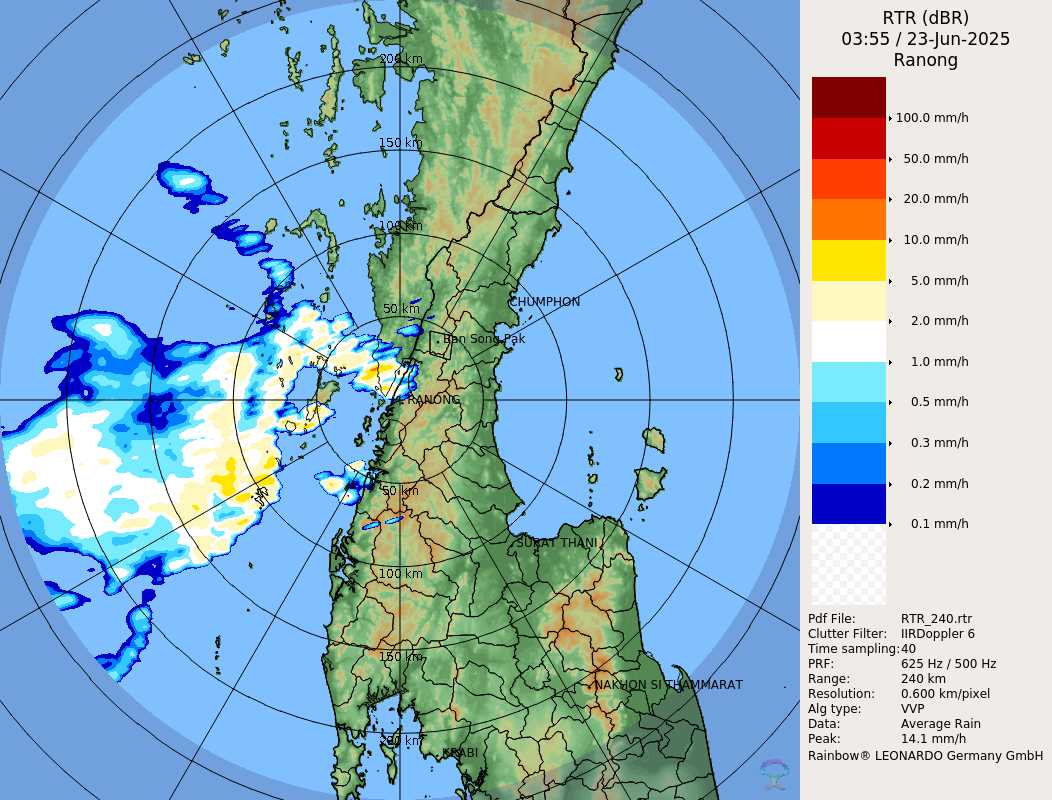 RTR (dBR)
03:55 / 23-Jun-2025
Ranong
100.0 mm/h
50.0 mm/h
20.0 mm/h
10.0 mm/h
5.0 mm/h
2.0 mm/h
1.0 mm/h
0.5 mm/h
0.3 mm/h
0.2 mm/h
0.1 mm/h
200 km
150 km
100 km
50 km
CHUMPHON
Ban Song Pak
RANONG
50 km
SURAT THANI
100 km
150 km
NAKHON SI THAMMARAT
200 km
KRABI
Pdf File: RTR_240.rtr
Clutter Filter: IIRDoppler 6
Time sampling:40
PRF: 625 Hz / 500 Hz
Range: 240 km
Resolution: 0.600 km/pixel
Alg type: VVP
Data: Average Rain
Peak: 14.1 mm/h
Rainbow® LEONARDO Germany GmbH